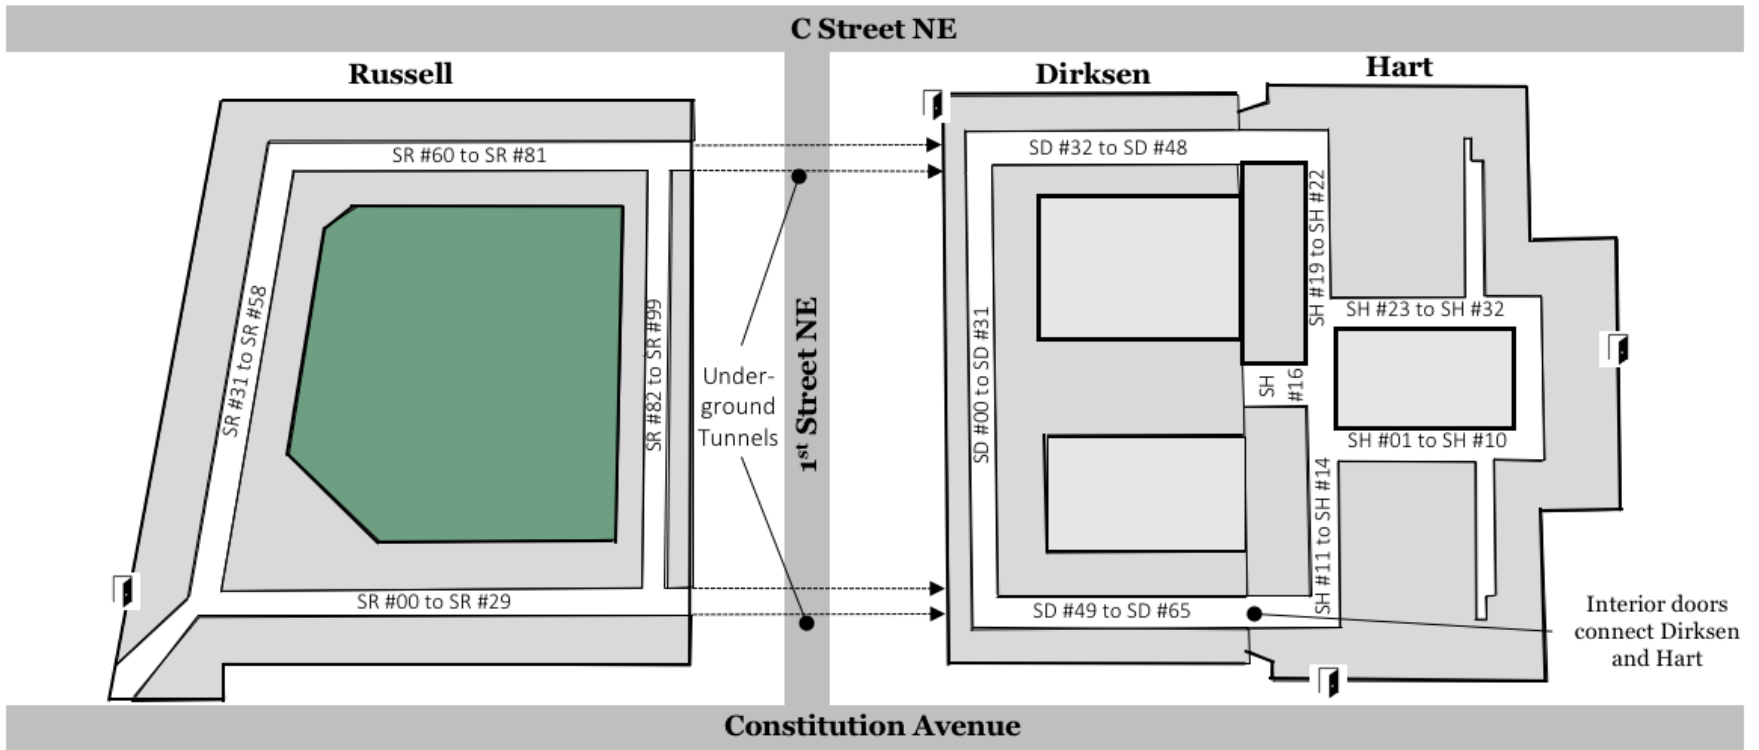 C Street NE
Russell
Dirksen
Hart
SR #60 to SR #81
SR #31 to SR #58
SR #82 to SR #99
SR #00 to SR #29
Under-
ground
Tunnels
1st Street NE
SD #32 to SD #48
SD #00 to SD #31
SD #49 to SD #65
SH #19 to SH #22
SH #23 to SH #32
SH
#16
SH #01 to SH #10
SH #11 to SH #14
Interior doors
connect Dirksen
and Hart
Constitution Avenue